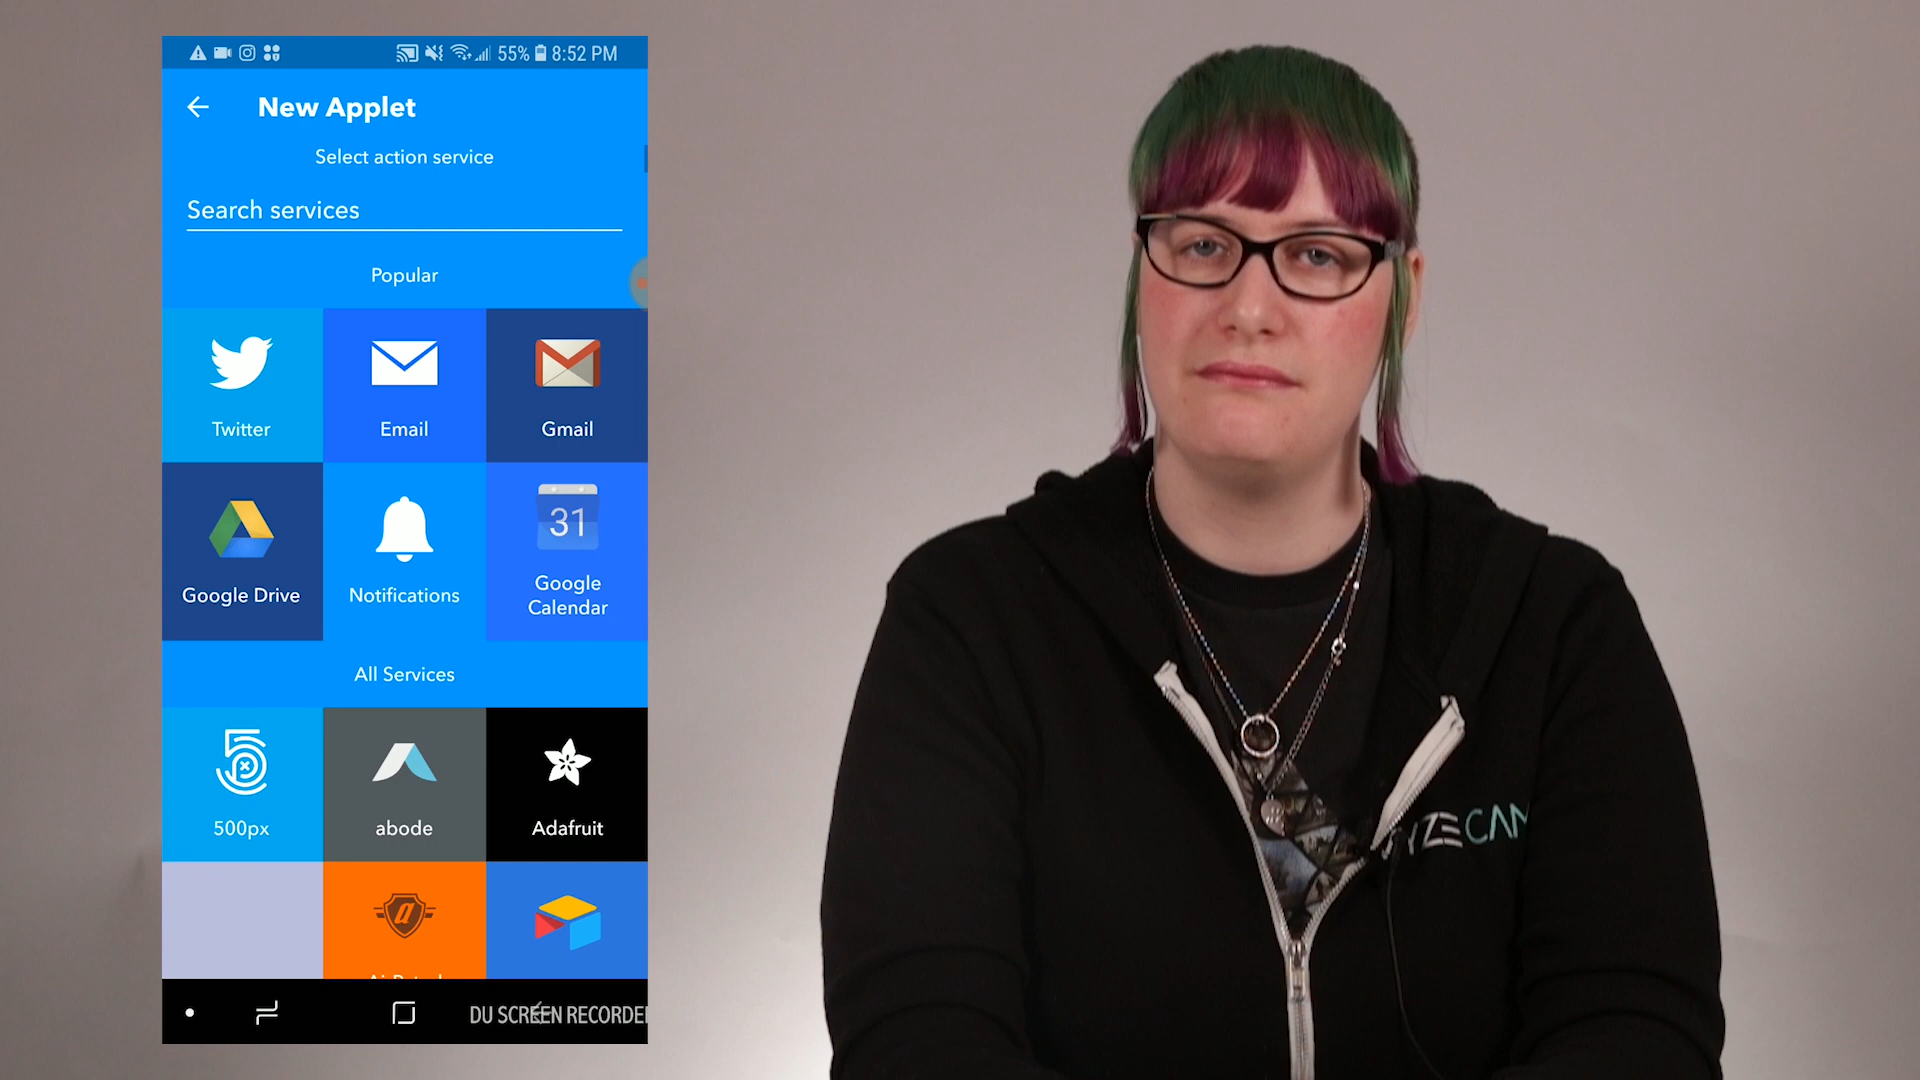 55% 8:52 PM
New Applet
Select action service
Search services
Popular
Twitter
Email
Gmail
31
Google Drive
Notifications
Google
Calendar
All Services
500px
abode
Adafruit
DU SCREEN RECORDE
YZECAM